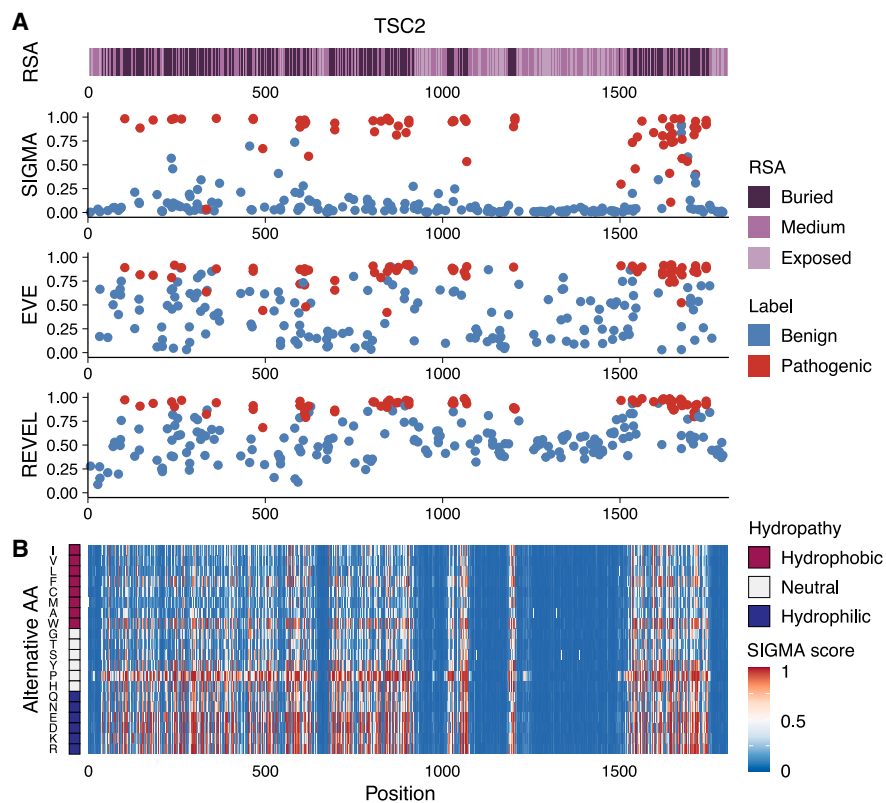 A
TSC2
RSA
0 500 1000 1500
1.00
0.75
SIGMA
0.50
0.25
0.00
0 500 1000 1500
1.00
0.75
EVE
0.50
0.25
0.00
0 500 1000 1500
1.00
0.75
REVEL
0.50
0.25
0.00
0 500 1000 1500
RSA
Buried
Medium
Exposed
Label
Benign
Pathogenic
B
Alternative AA
I
V
L
F
C
M
A
W
G
T
S
Y
P
H
Q
N
E
D
K
R
0 500 1000 1500
Position
Hydropathy
Hydrophobic
Neutral
Hydrophilic
SIGMA score
1
0.5
0